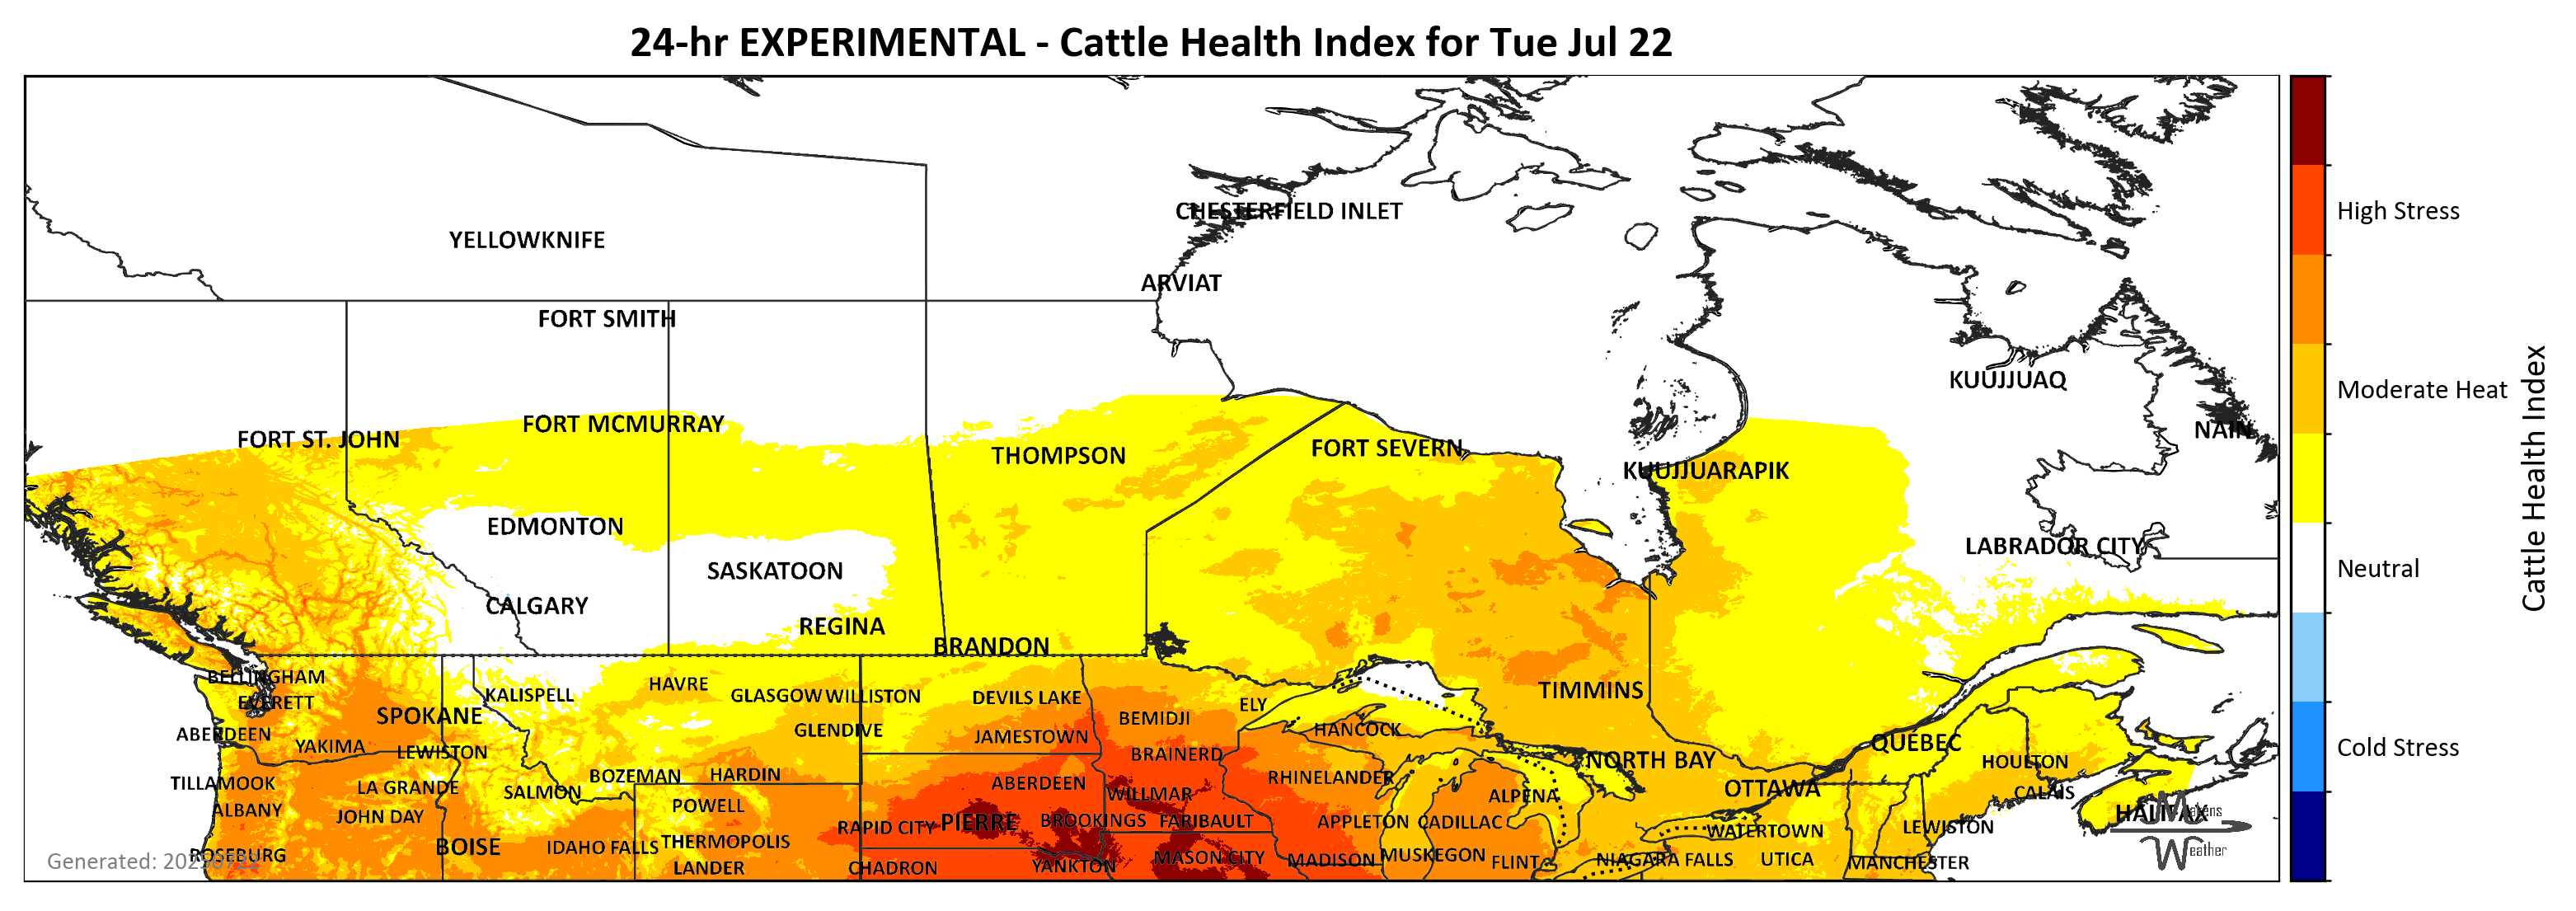 24-hr EXPERIMENTAL - Cattle Health Index for Tue Jul 22
High Stress
Moderate Heat
Neutral
Cold Stress
Cattle Health Index
CHESTERFIELD INLET
YELLOWKNIFE
ARVIAT
FORT SMITH
KUUJJUAQ
FORT MCMURRAY
NAIN
FORT ST. JOHN
FORT SEVERN
THOMPSON
KUUJJUARAPIK
EDMONTON
LABRADOR CITY
SASKATOON
CALGARY
REGINA
BRANDON
BELLINGHAM
HAVRE
TIMMINS
KALISPELL
GLASGOW
WILLISTON
DEVILS LAKE
EVERETT
ELY
SPOKANE
BEMIDJI
ABERDEEN
GLENDIVE
HANCOCK
JAMESTOWN
QUEBEC
YAKIMA
LEWISTON
BRAINERD
NORTH BAY
HOULTON
BOZEMAN
HARDIN
RHINELANDER
TILLAMOOK
LA GRANDE
ABERDEEN
OTTAWA
SALMON
WILLMAR
CALAIS
ALPENA
POWELL
ALBANY
JOHN DAY
HALIFAX
Makens
Weather
RAPID CITY
PIERRE
BROOKINGS
FARIBAULT
APPLETON
CADILLAC
LEWISTON
WATERTOWN
BOISE
IDAHO FALLS
THERMOPOLIS
ROSEBURG
MASON CITY
MADISON
MUSKEGON
FLINT
NIAGARA FALLS
UTICA
MANCHESTER
LANDER
CHADRON
YANKTON
Generated: 20250722